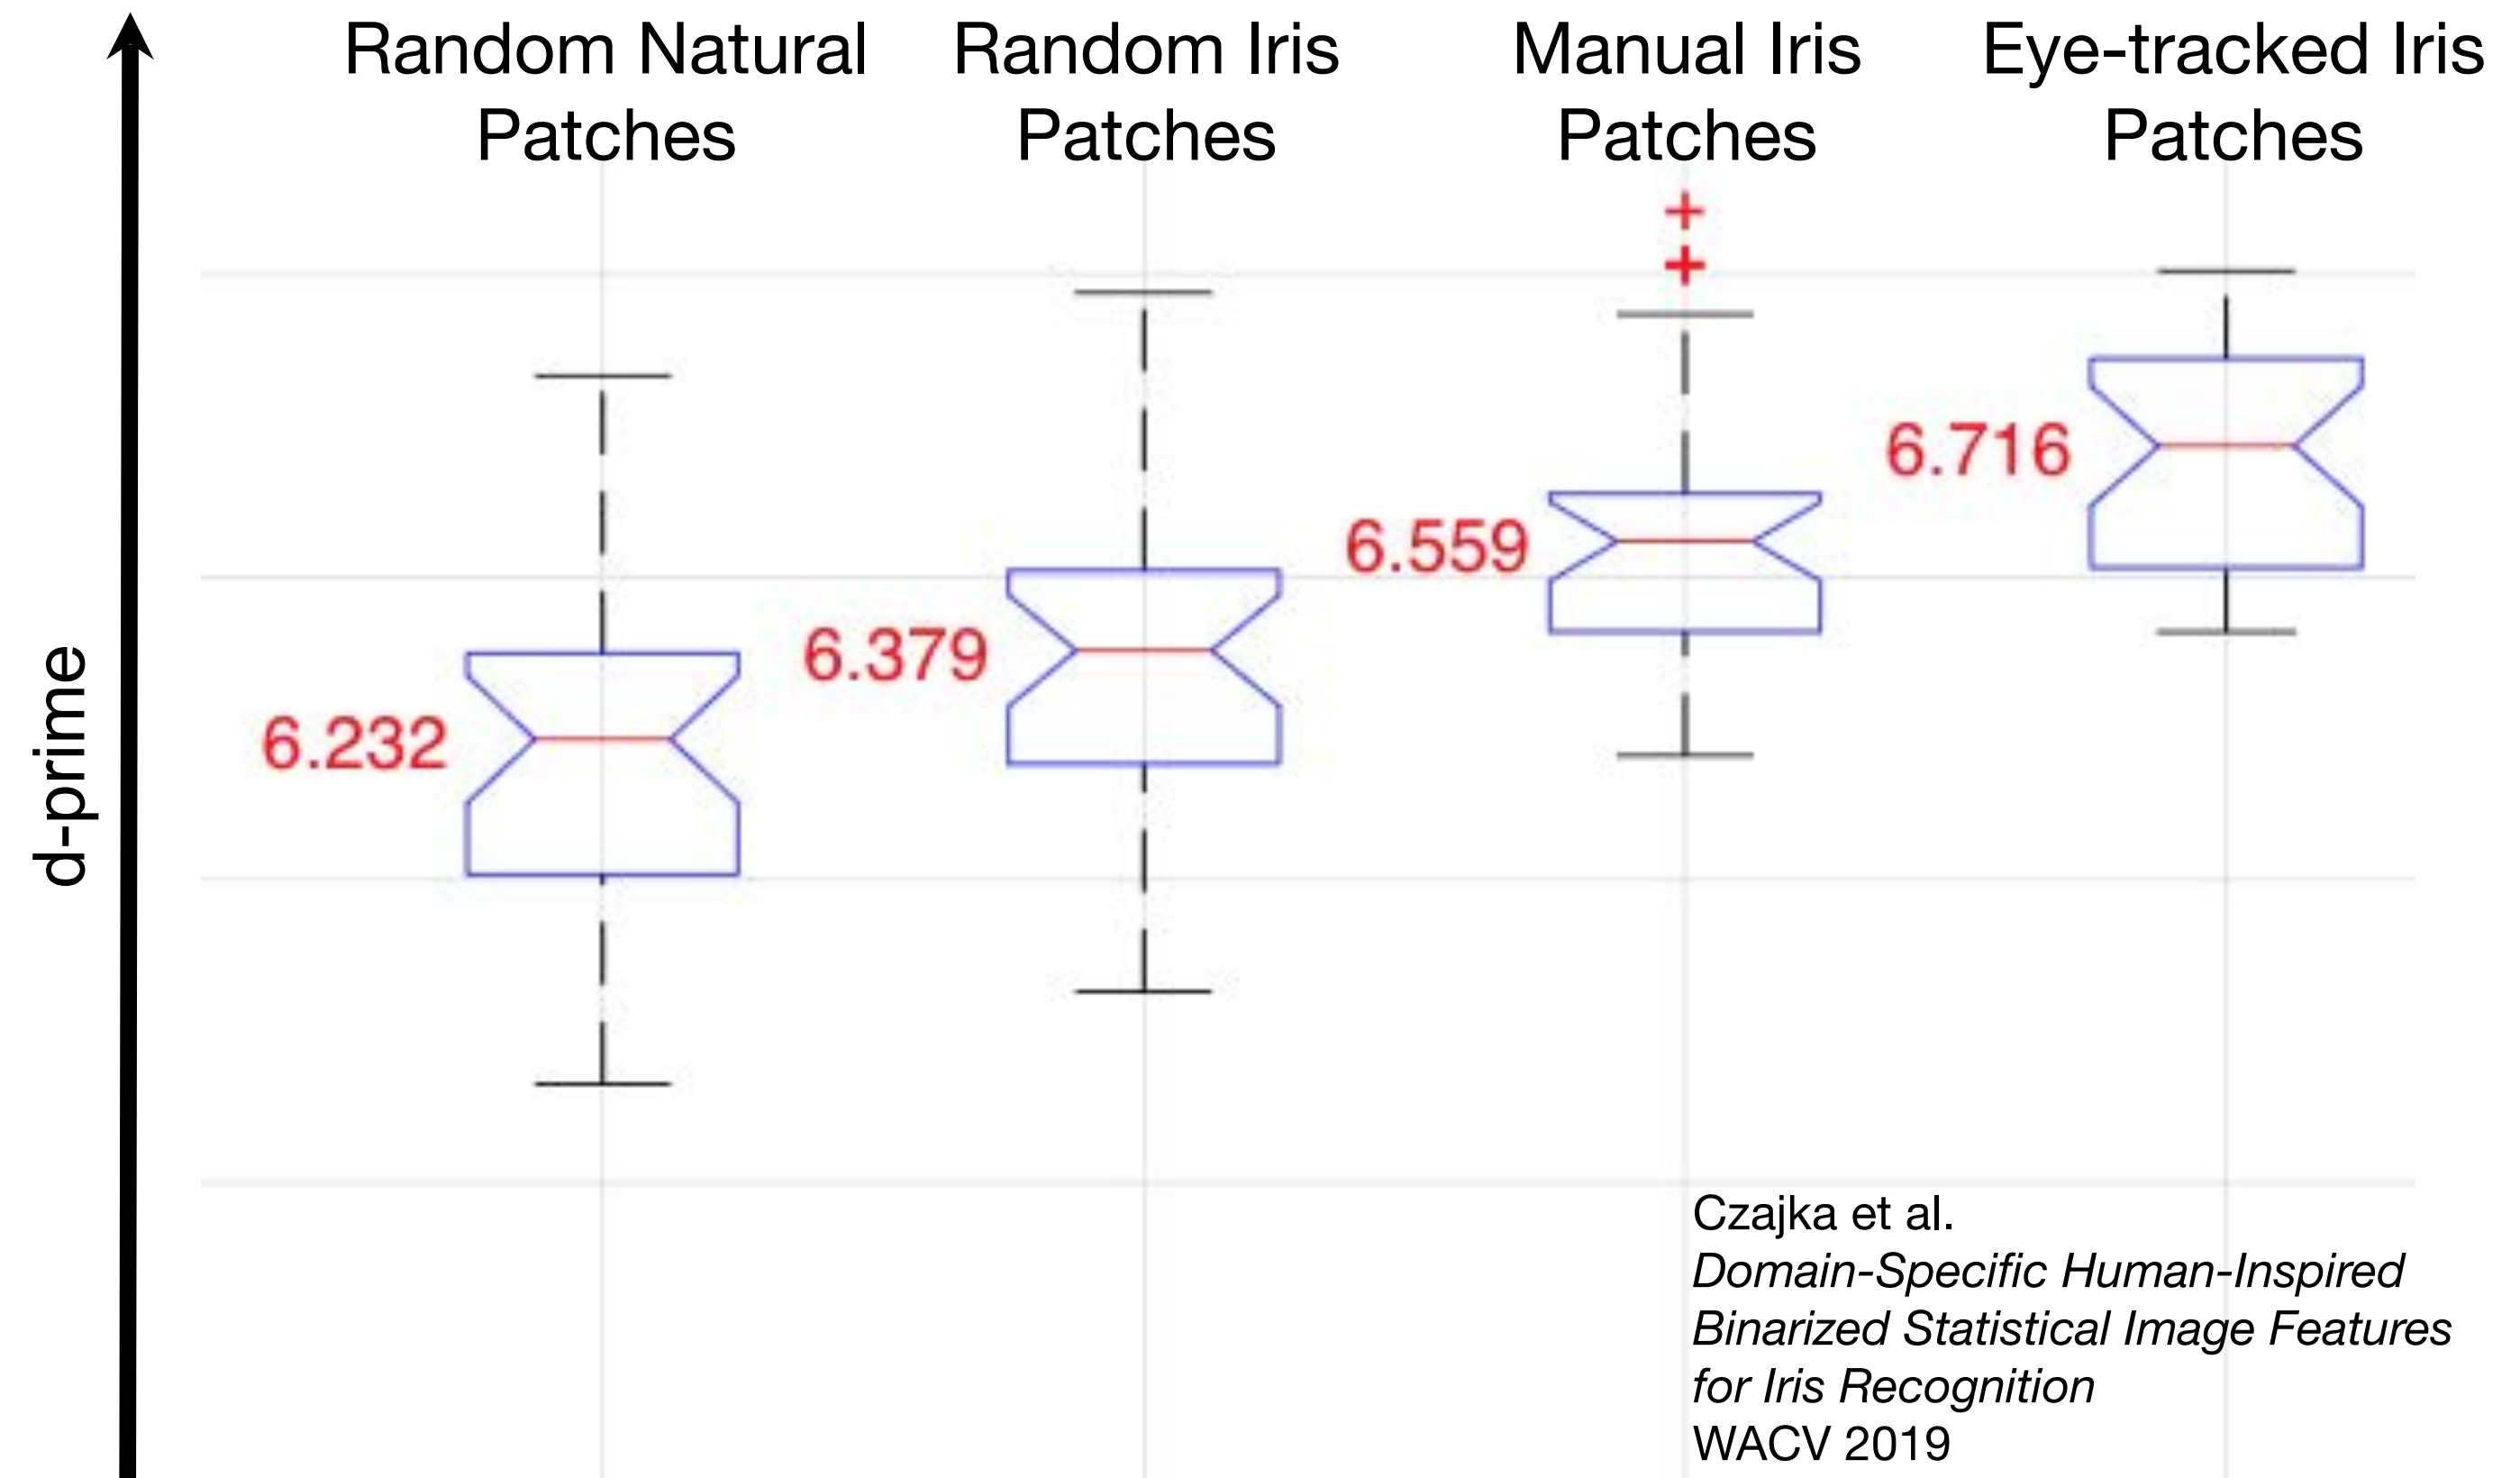 Random Natural
Patches
Random Iris
Patches
Manual Iris
Patches
Eye-tracked Iris
Patches
d-prime
6.232
6.379
6.559
6.716
Czajka et al.
Domain-Specific Human-Inspired
Binarized Statistical Image Features
for Iris Recognition
WACV 2019